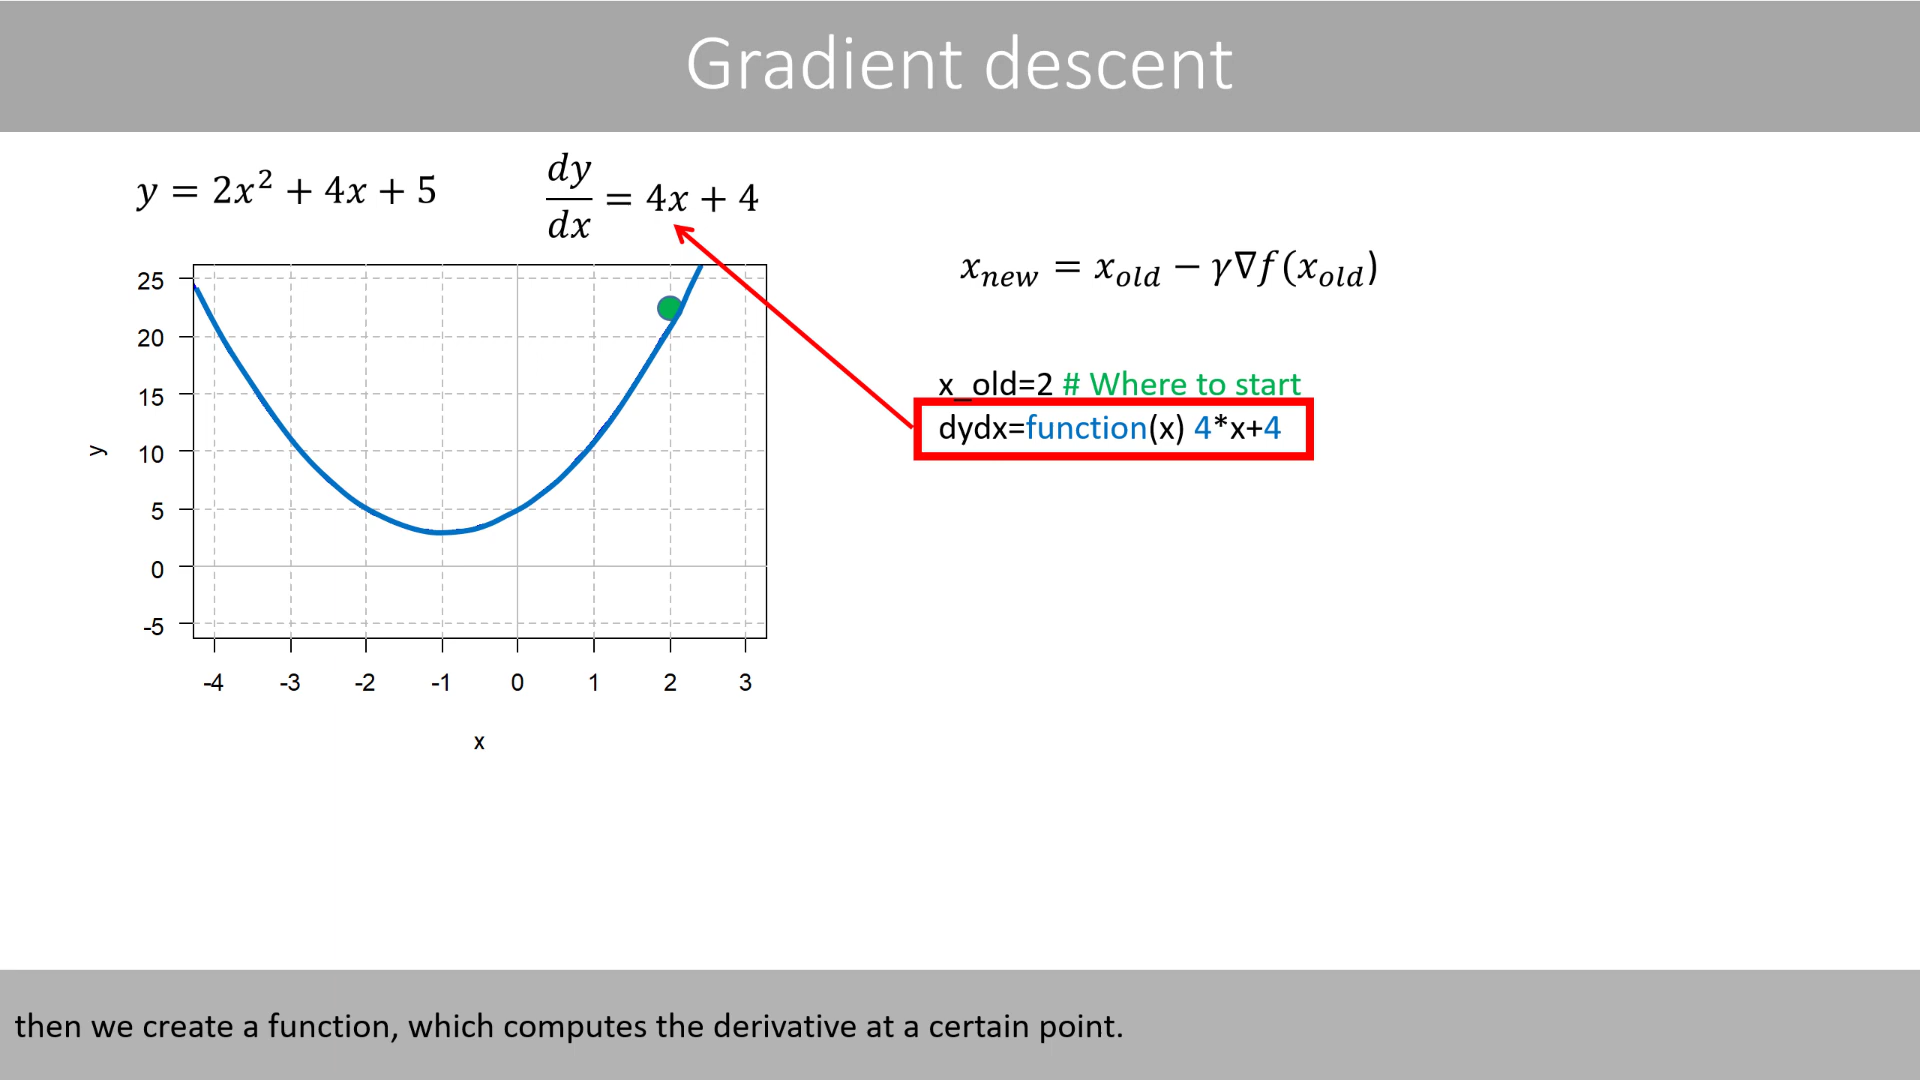 Gradient descent
y = 2x² + 4x + 5
dy/dx = 4x + 4
x_new = x_old − γ∇f(x_old)
25
20
15
10
5
0
-5
y
-4 -3 -2 -1 0 1 2 3
x
x_old=2 # Where to start
dydx=function(x) 4*x+4
then we create a function, which computes the derivative at a certain point.